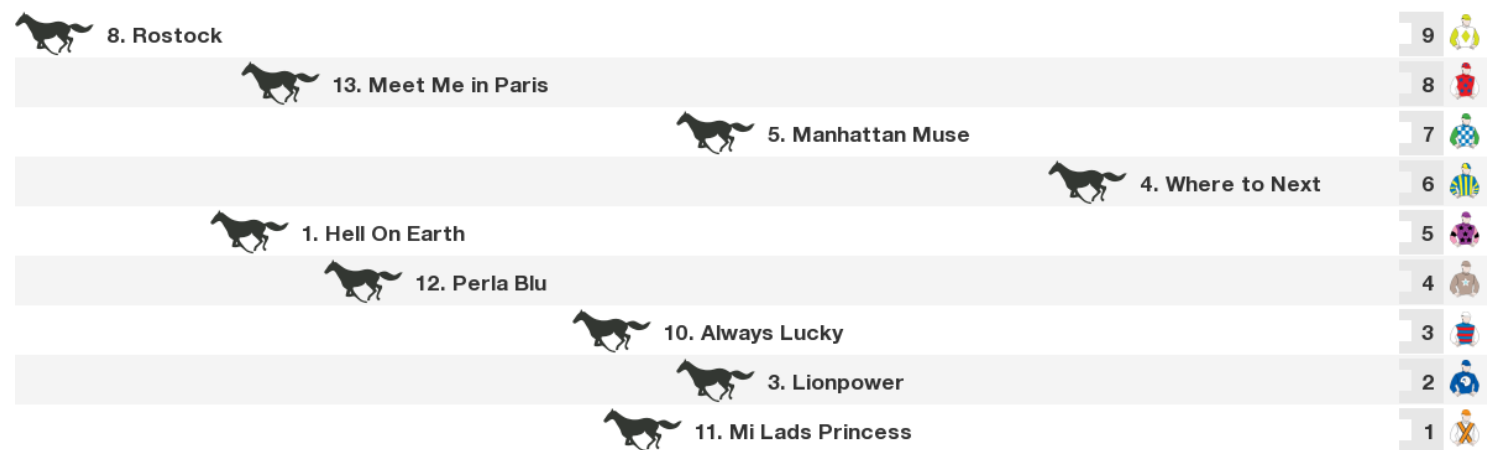 8. Rostock 9
13. Meet Me in Paris 8
5. Manhattan Muse 7
4. Where to Next 6
1. Hell On Earth 5
12. Perla Blu 4
10. Always Lucky 3
3. Lionpower 2
11. Mi Lads Princess 1